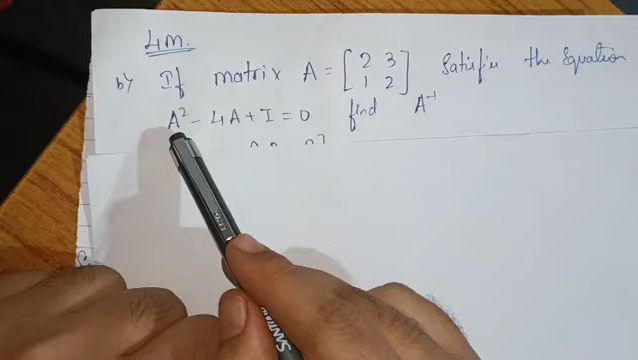 4m.
b) If matrix A = [2 3
1 2] Satisfies the Equation
A² - 4A + I = 0 find A⁻¹